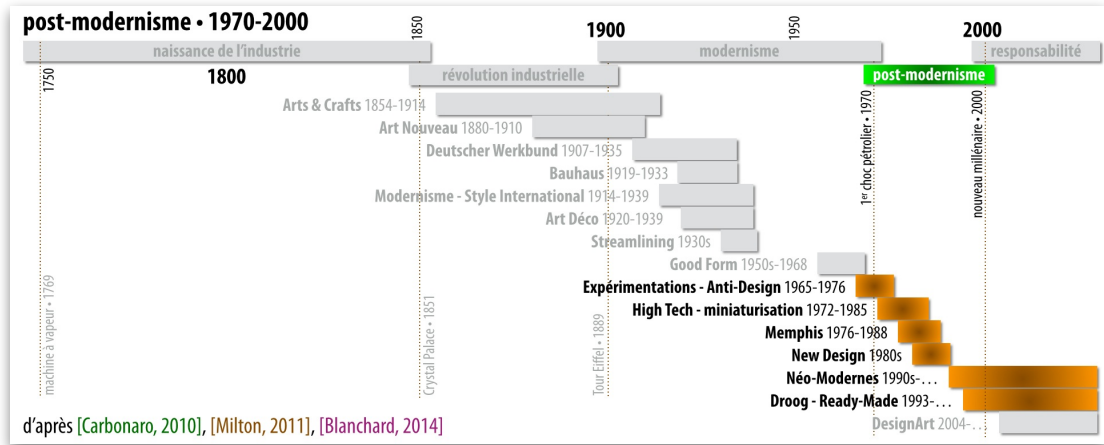 post-modernisme • 1970-2000
1850
1900
1950
2000
naissance de l'industrie
modernisme
responsabilité
1750
1800
révolution industrielle
post-modernisme
Arts & Crafts 1854-1914
Art Nouveau 1880-1910
Deutscher Werkbund 1907-1935
Bauhaus 1919-1933
Modernisme - Style International 1914-1939
Art Déco 1920-1939
Streamlining 1930s
Good Form 1950s-1968
Expérimentations - Anti-Design 1965-1976
High Tech - miniaturisation 1972-1985
Memphis 1976-1988
New Design 1980s
Néo-Modernes 1990s-…
Droog - Ready-Made 1993-…
DesignArt 2004-…
machine à vapeur • 1769
Crystal Palace • 1851
Tour Eiffel • 1889
1er choc pétrolier • 1970
nouveau millénaire • 2000
d'après [Carbonaro, 2010], [Milton, 2011], [Blanchard, 2014]